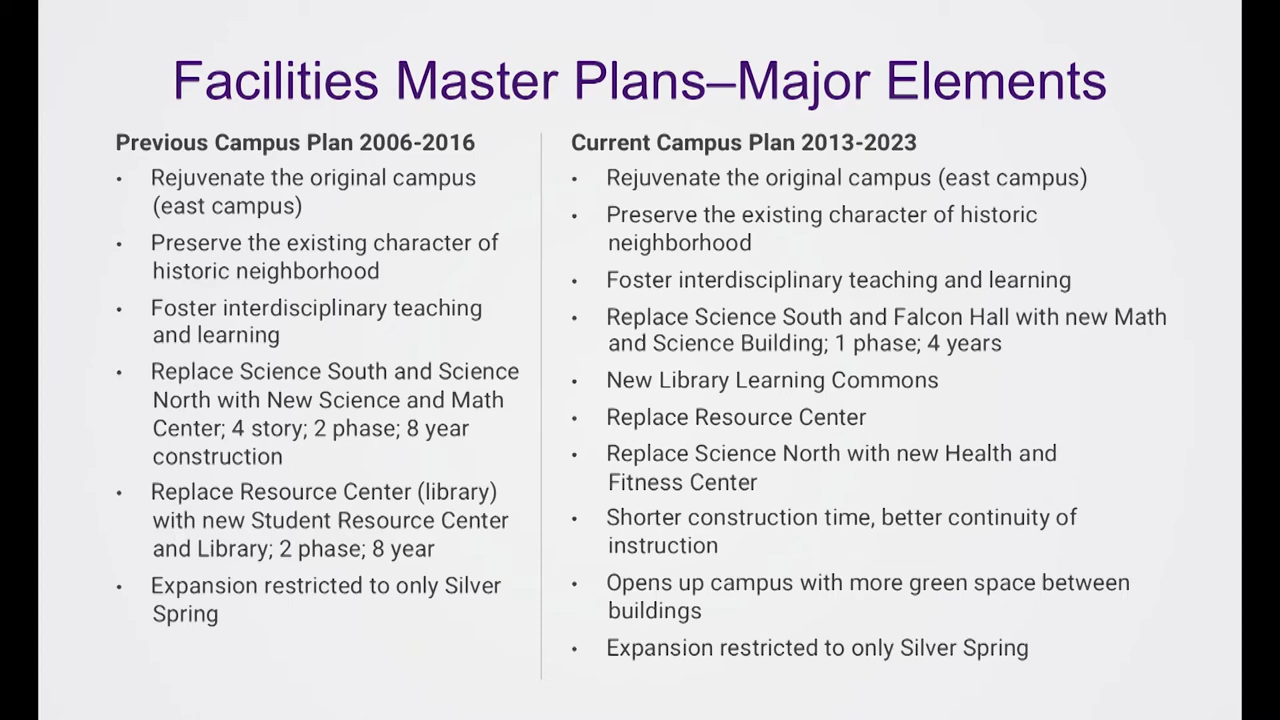 Facilities Master Plans–Major Elements
Previous Campus Plan 2006-2016
• Rejuvenate the original campus
(east campus)
• Preserve the existing character of
historic neighborhood
• Foster interdisciplinary teaching
and learning
• Replace Science South and Science
North with New Science and Math
Center; 4 story; 2 phase; 8 year
construction
• Replace Resource Center (library)
with new Student Resource Center
and Library; 2 phase; 8 year
• Expansion restricted to only Silver
Spring
Current Campus Plan 2013-2023
• Rejuvenate the original campus (east campus)
• Preserve the existing character of historic
neighborhood
• Foster interdisciplinary teaching and learning
• Replace Science South and Falcon Hall with new Math
and Science Building; 1 phase; 4 years
• New Library Learning Commons
• Replace Resource Center
• Replace Science North with new Health and
Fitness Center
• Shorter construction time, better continuity of
instruction
• Opens up campus with more green space between
buildings
• Expansion restricted to only Silver Spring